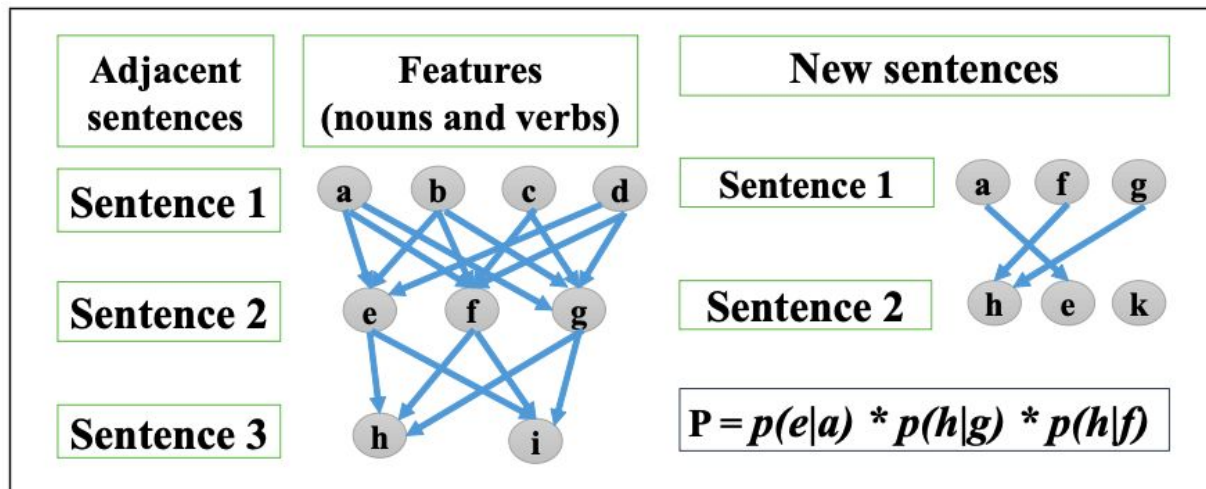 Adjacent
sentences
Features
(nouns and verbs)
New sentences
Sentence 1
a b c d
Sentence 1
a f g
Sentence 2
e f g
Sentence 2
h e k
Sentence 3
h i
P = p(e|a) * p(h|g) * p(h|f)